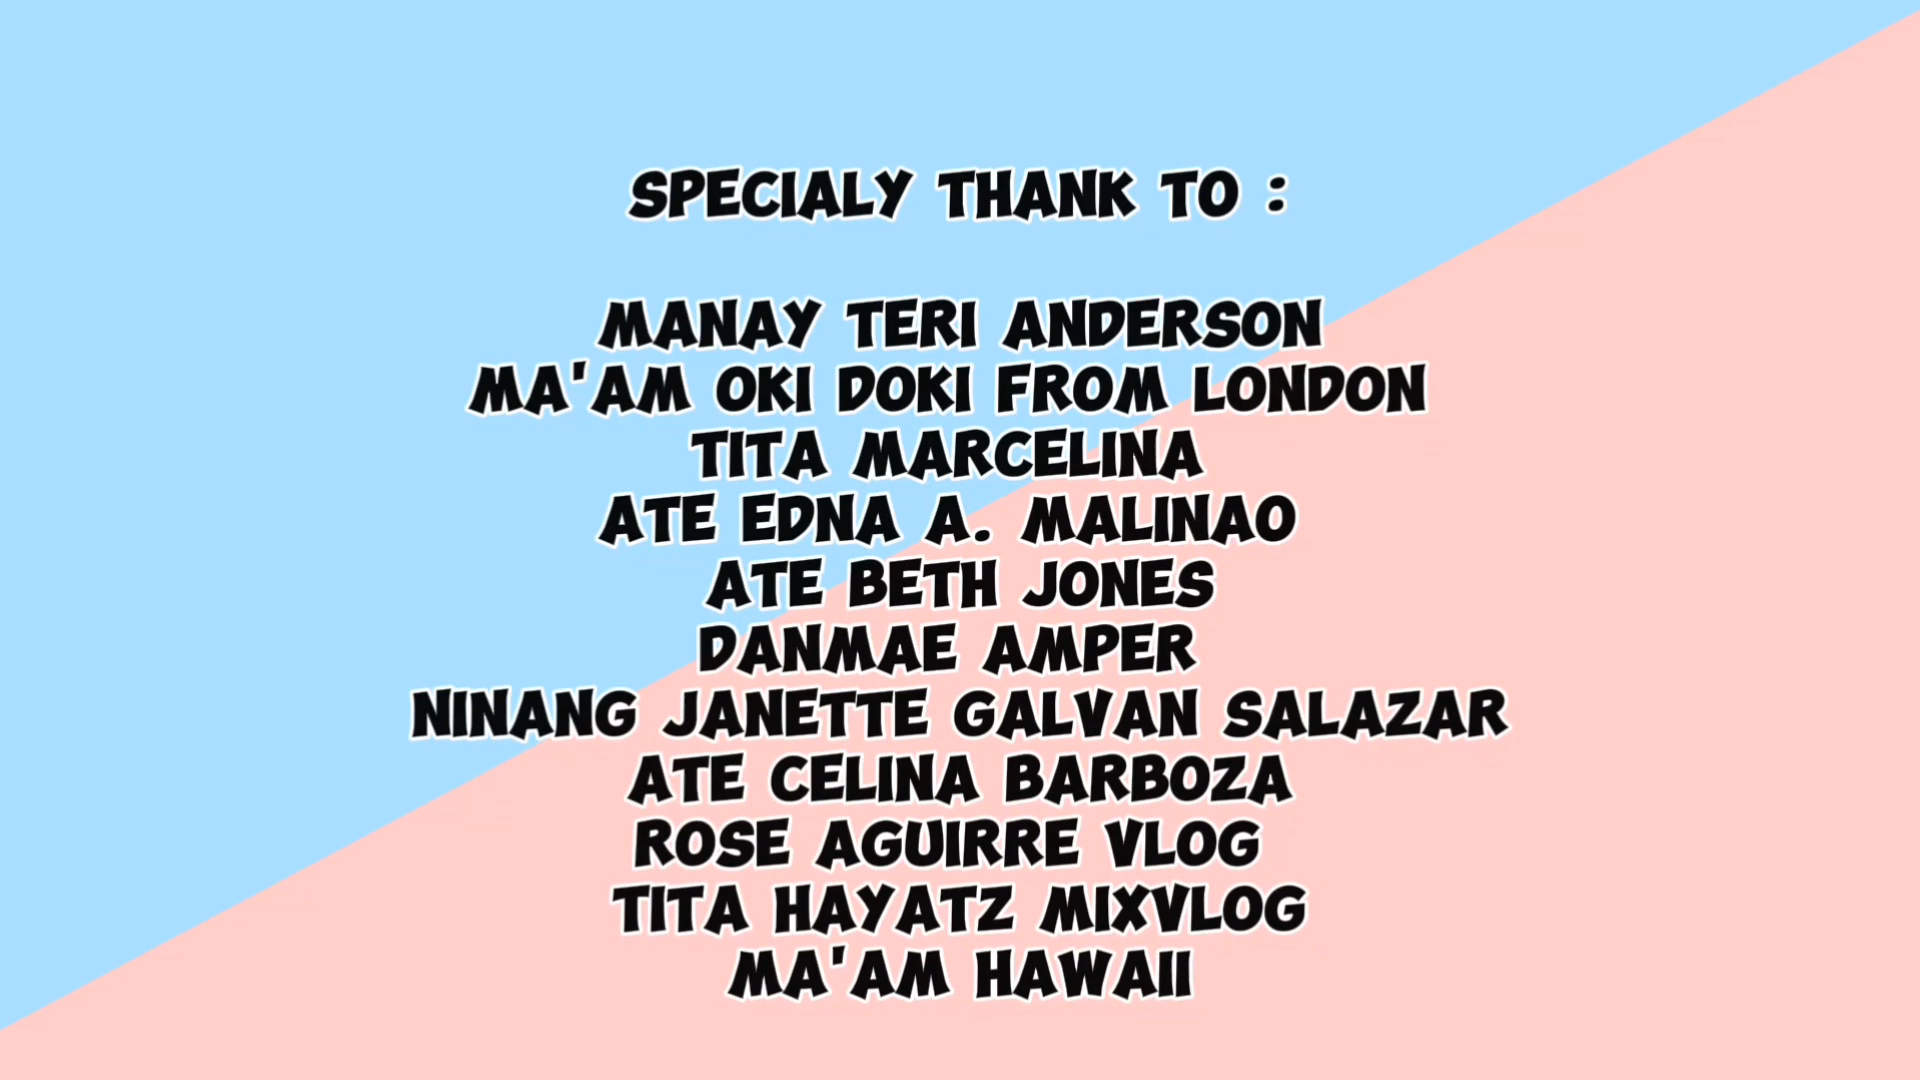 SPECIALY THANK TO :
MANAY TERI ANDERSON
MA'AM OKI DOKI FROM LONDON
TITA MARCELINA
ATE EDNA A. MALINAO
ATE BETH JONES
DANMAE AMPER
NINANG JANETTE GALVAN SALAZAR
ATE CELINA BARBOZA
ROSE AGUIRRE VLOG
TITA HAYATZ MIXVLOG
MA'AM HAWAII